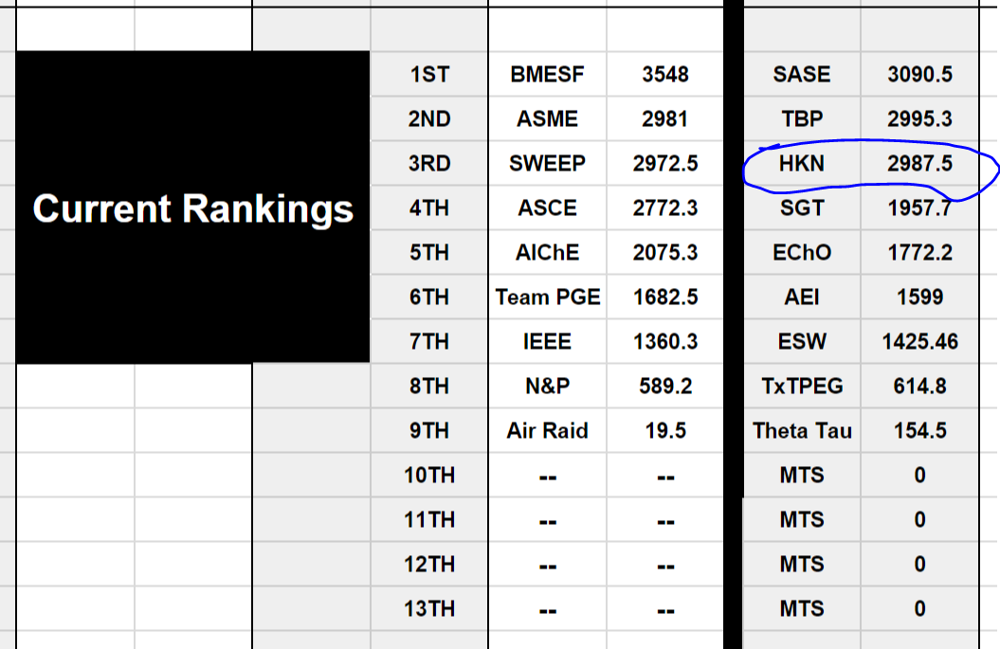 Current Rankings
1ST BMESF 3548 SASE 3090.5
2ND ASME 2981 TBP 2995.3
3RD SWEEP 2972.5 HKN 2987.5
4TH ASCE 2772.3 SGT 1957.7
5TH AIChE 2075.3 EChO 1772.2
6TH Team PGE 1682.5 AEI 1599
7TH IEEE 1360.3 ESW 1425.46
8TH N&P 589.2 TxTPEG 614.8
9TH Air Raid 19.5 Theta Tau 154.5
10TH -- -- MTS 0
11TH -- -- MTS 0
12TH -- -- MTS 0
13TH -- -- MTS 0